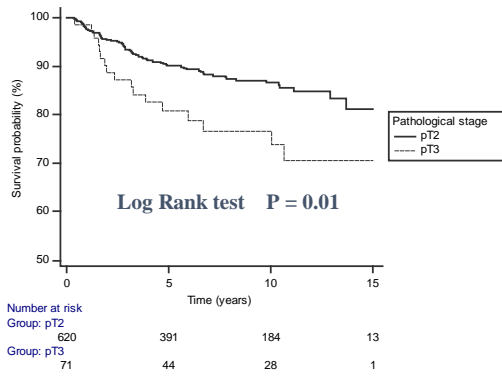 100
90
80
70
60
50
Survival probability (%)
Pathological stage
pT2
pT3
Log Rank test P = 0.01
0 5 10 15
Time (years)
Number at risk
Group: pT2
620 391 184 13
Group: pT3
71 44 28 1